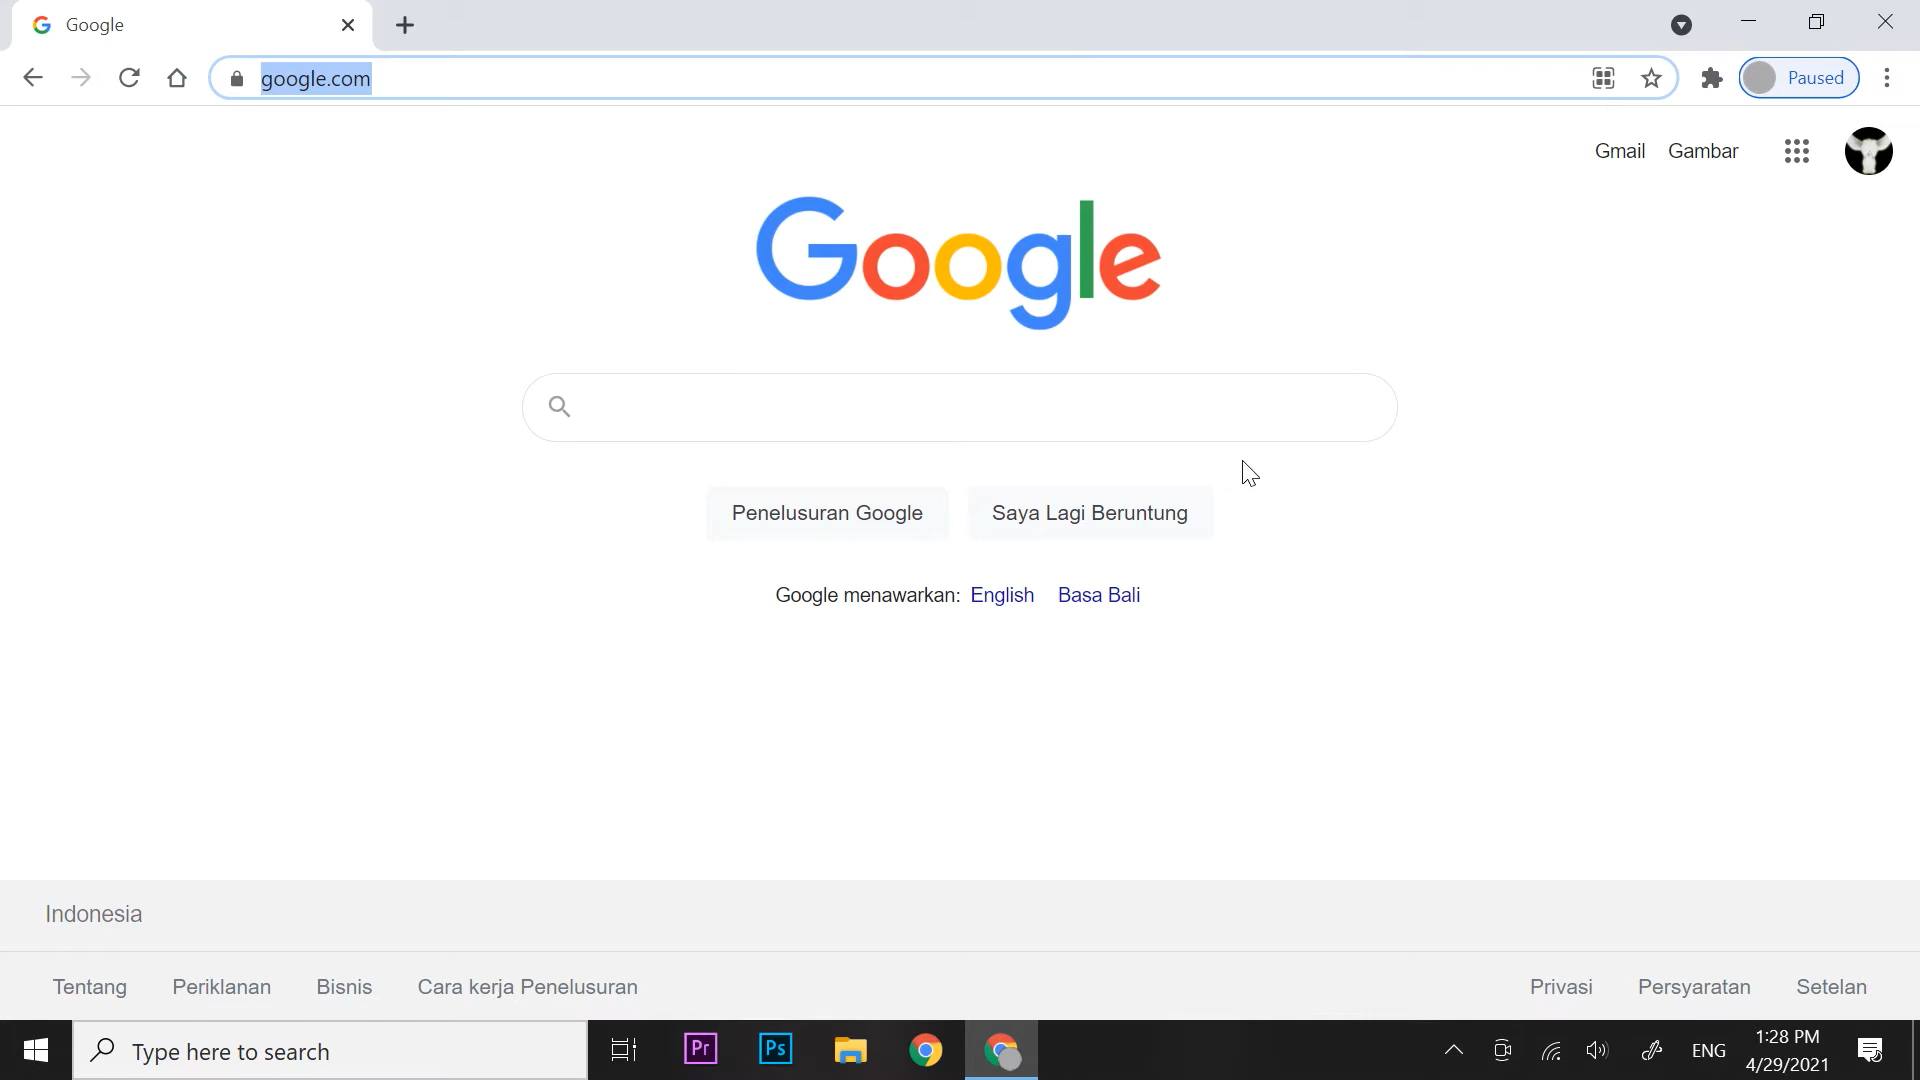 Google
google.com
Paused
Gmail Gambar
Google
Penelusuran Google Saya Lagi Beruntung
Google menawarkan: English Basa Bali
Indonesia
Tentang Periklanan Bisnis Cara kerja Penelusuran Privasi Persyaratan Setelan
Type here to search Pr Ps ENG 1:28 PM
4/29/2021